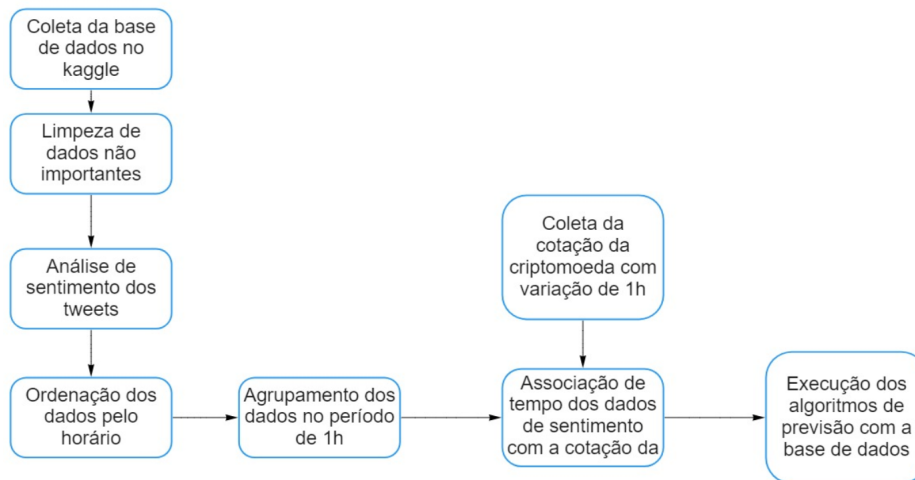 Coleta da base
de dados no
kaggle
Limpeza de
dados não
importantes
Análise de
sentimento dos
tweets
Ordenação dos
dados pelo
horário
Agrupamento dos
dados no período
de 1h
Coleta da
cotação da
criptomoeda com
variação de 1h
Associação de
tempo dos dados
de sentimento
com a cotação da
Execução dos
algoritmos de
previsão com a
base de dados